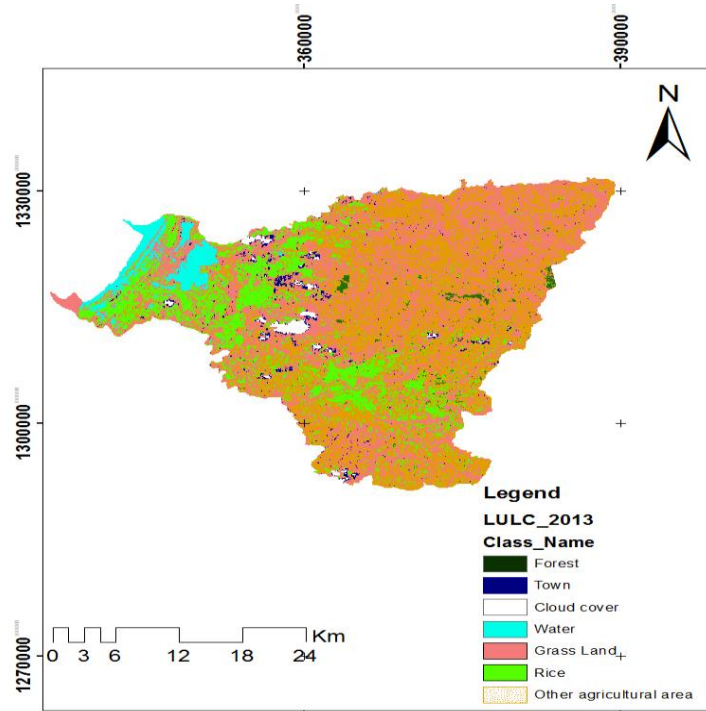 360000
390000
N
1330000
1300000
1270000
Legend
LULC_2013
Class_Name
Forest
Town
Cloud cover
Water
Grass Land
Rice
Other agricultural area
Km
0 3 6 12 18 24